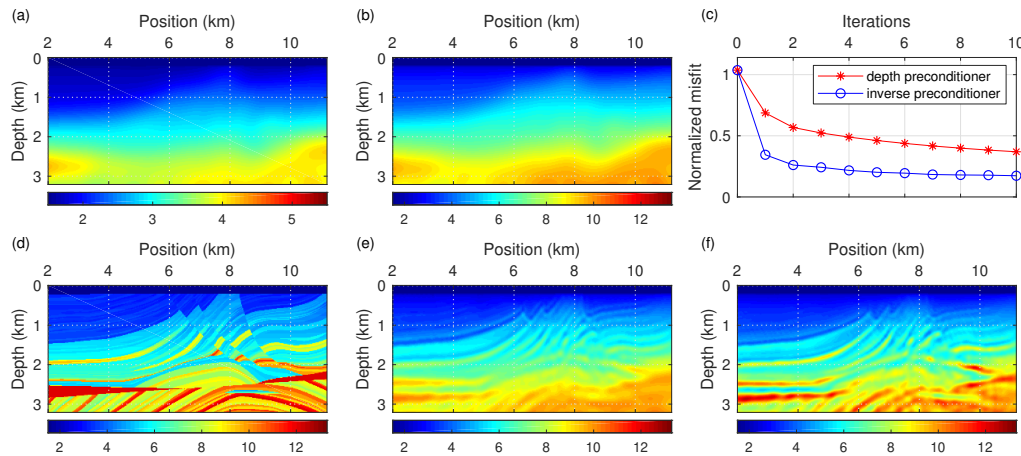 (a)
Position (km)
2 4 6 8 10
Depth (km)
0
1
2
3
2 3 4 5
(b)
Position (km)
2 4 6 8 10
Depth (km)
0
1
2
3
2 4 6 8 10 12
(c)
Iterations
0 2 4 6 8 10
Normalized misfit
1
0.5
0
depth preconditioner
inverse preconditioner
(d)
Position (km)
2 4 6 8 10
Depth (km)
0
1
2
3
2 4 6 8 10 12
(e)
Position (km)
2 4 6 8 10
Depth (km)
0
1
2
3
2 4 6 8 10 12
(f)
Position (km)
2 4 6 8 10
Depth (km)
0
1
2
3
2 4 6 8 10 12